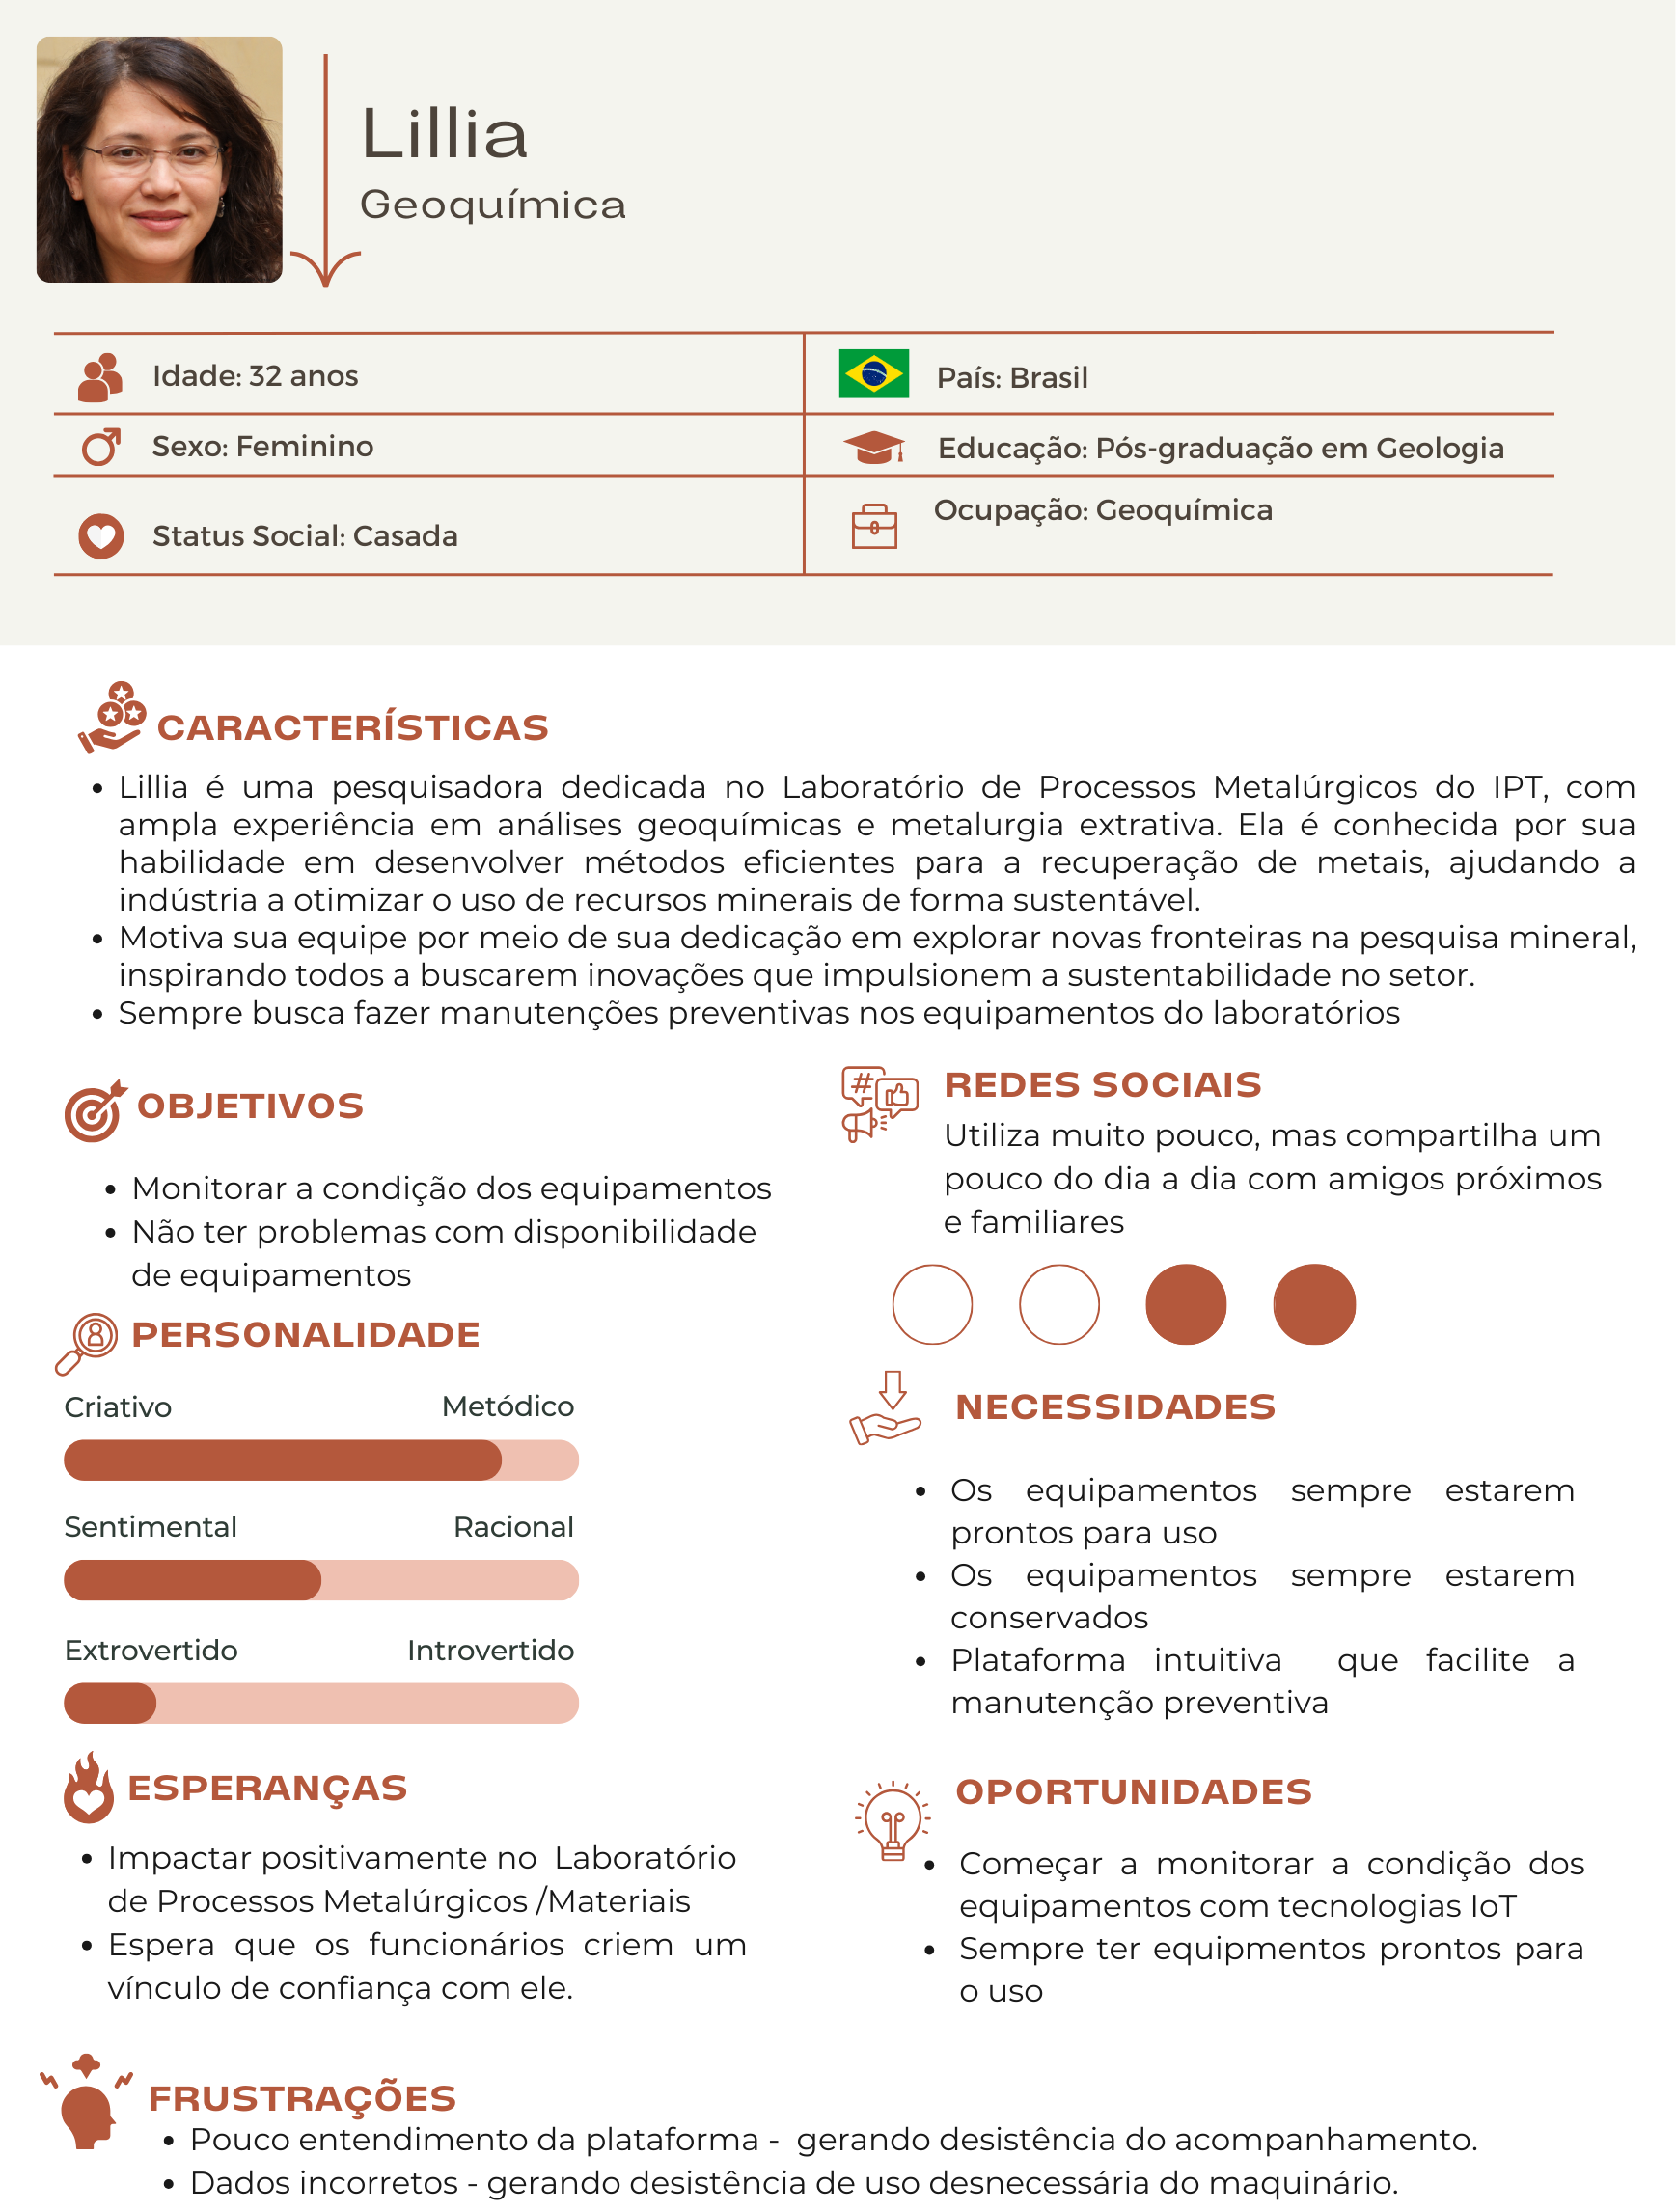 Lillia
Geoquímica
Idade: 32 anos
País: Brasil
Sexo: Feminino
Educação: Pós-graduação em Geologia
Status Social: Casada
Ocupação: Geoquímica
CARACTERÍSTICAS
• Lillia é uma pesquisadora dedicada no Laboratório de Processos Metalúrgicos do IPT, com
ampla experiência em análises geoquímicas e metalurgia extrativa. Ela é conhecida por sua
habilidade em desenvolver métodos eficientes para a recuperação de metais, ajudando a
indústria a otimizar o uso de recursos minerais de forma sustentável.
• Motiva sua equipe por meio de sua dedicação em explorar novas fronteiras na pesquisa mineral,
inspirando todos a buscarem inovações que impulsionem a sustentabilidade no setor.
• Sempre busca fazer manutenções preventivas nos equipamentos do laboratórios
OBJETIVOS
• Monitorar a condição dos equipamentos
• Não ter problemas com disponibilidade
de equipamentos
REDES SOCIAIS
Utiliza muito pouco, mas compartilha um
pouco do dia a dia com amigos próximos
e familiares
PERSONALIDADE
Criativo Metódico
Sentimental Racional
Extrovertido Introvertido
NECESSIDADES
• Os equipamentos sempre estarem
prontos para uso
• Os equipamentos sempre estarem
conservados
• Plataforma intuitiva que facilite a
manutenção preventiva
ESPERANÇAS
• Impactar positivamente no Laboratório
de Processos Metalúrgicos /Materiais
• Espera que os funcionários criem um
vínculo de confiança com ele.
OPORTUNIDADES
• Começar a monitorar a condição dos
equipamentos com tecnologias IoT
• Sempre ter equipmentos prontos para
o uso
FRUSTRAÇÕES
• Pouco entendimento da plataforma - gerando desistência do acompanhamento.
• Dados incorretos - gerando desistência de uso desnecessária do maquinário.